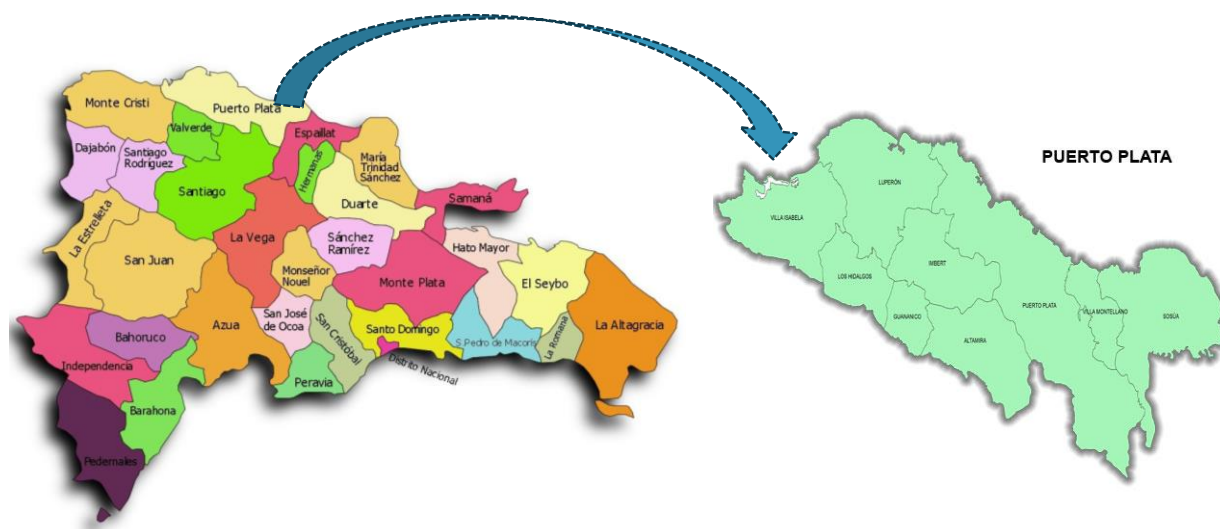 Monte Cristi
Puerto Plata
Valverde
Espaillat
Dajabón
Santiago
Rodríguez
Hermanas
María
Trinidad
Sánchez
Santiago
Samaná
Duarte
La Estrelleta
La Vega
Sánchez
Ramírez
Hato Mayor
San Juan
Monseñor
Nouel
Monte Plata
El Seybo
Azua
San José
de Ocoa
San Cristóbal
Santo Domingo
La Altagracia
Bahoruco
S.Pedro de Macorís
La Romana
Independencia
Distrito Nacional
Peravia
Barahona
Pedernales
PUERTO PLATA
LUPERÓN
VILLA ISABELA
LOS HIDALGOS
IMBERT
GUANANICO
PUERTO PLATA
VILLA MONTELLANO
SOSÚA
ALTAMIRA